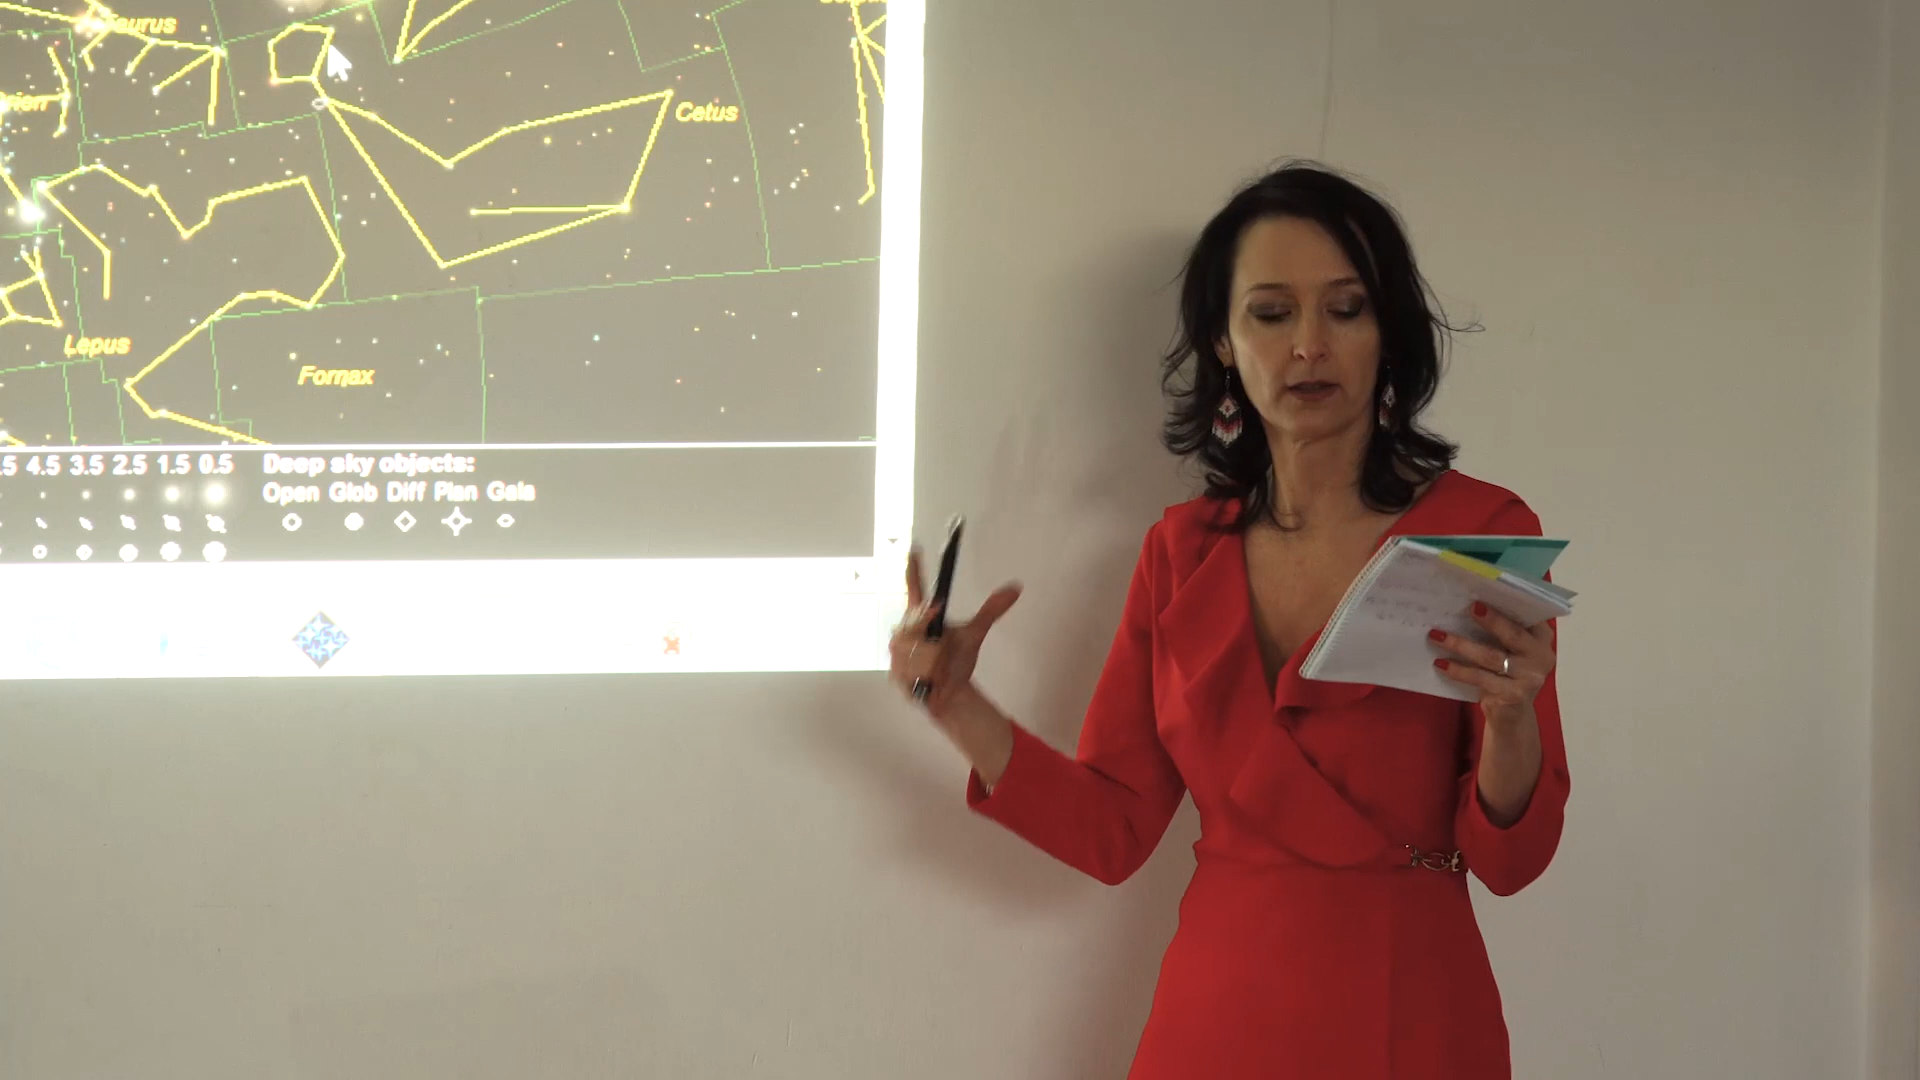 Taurus
Cetus
Lepus
Fornax
4.5 3.5 2.5 1.5 0.5
Deep sky objects:
Open Glob Diff Plan Gala